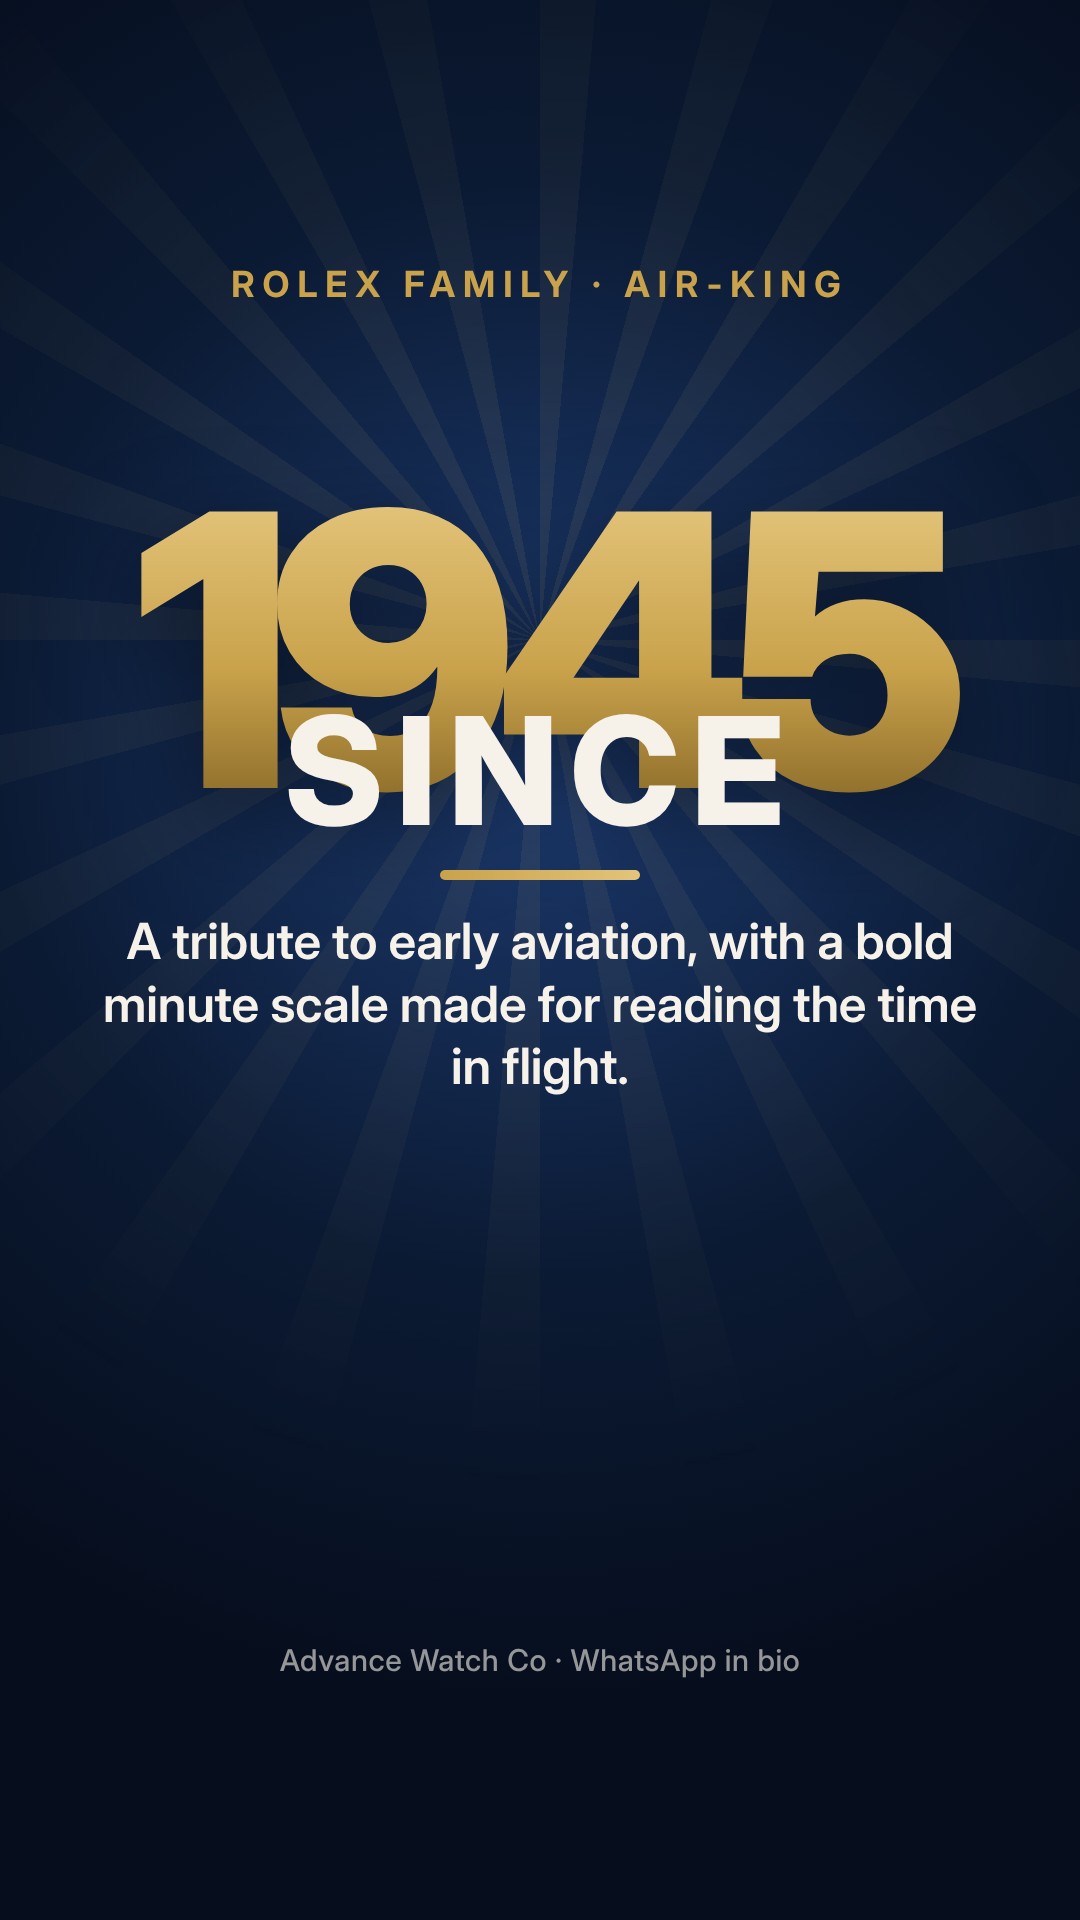 ROLEX FAMILY · AIR-KING
1945
SINCE
A tribute to early aviation, with a bold
minute scale made for reading the time
in flight.
Advance Watch Co · WhatsApp in bio